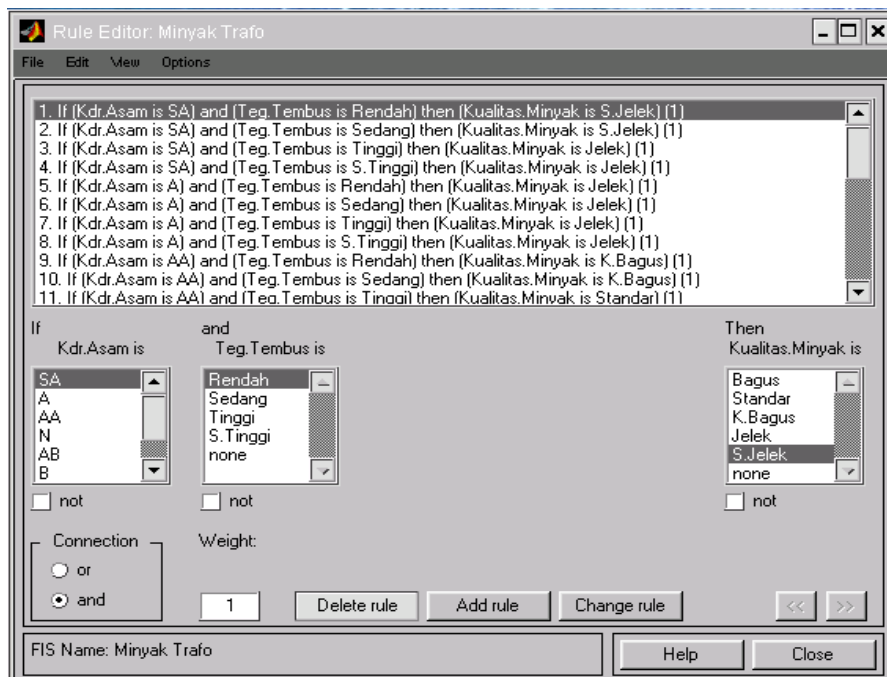 Rule Editor: Minyak Trafo
File Edit View Options
1. If (Kdr.Asam is SA) and (Teg.Tembus is Rendah) then (Kualitas.Minyak is S.Jelek) (1)
2. If (Kdr.Asam is SA) and (Teg.Tembus is Sedang) then (Kualitas.Minyak is S.Jelek) (1)
3. If (Kdr.Asam is SA) and (Teg.Tembus is Tinggi) then (Kualitas.Minyak is Jelek) (1)
4. If (Kdr.Asam is SA) and (Teg.Tembus is S.Tinggi) then (Kualitas.Minyak is Jelek) (1)
5. If (Kdr.Asam is A) and (Teg.Tembus is Rendah) then (Kualitas.Minyak is Jelek) (1)
6. If (Kdr.Asam is A) and (Teg.Tembus is Sedang) then (Kualitas.Minyak is Jelek) (1)
7. If (Kdr.Asam is A) and (Teg.Tembus is Tinggi) then (Kualitas.Minyak is Jelek) (1)
8. If (Kdr.Asam is A) and (Teg.Tembus is S.Tinggi) then (Kualitas.Minyak is Jelek) (1)
9. If (Kdr.Asam is AA) and (Teg.Tembus is Rendah) then (Kualitas.Minyak is K.Bagus) (1)
10. If (Kdr.Asam is AA) and (Teg.Tembus is Sedang) then (Kualitas.Minyak is K.Bagus) (1)
11. If (Kdr.Asam is AA) and (Teg.Tembus is Tinggi) then (Kualitas.Minyak is Standar) (1)
If
Kdr.Asam is
SA
A
AA
N
AB
B
not
and
Teg.Tembus is
Rendah
Sedang
Tinggi
S.Tinggi
none
not
Then
Kualitas.Minyak is
Bagus
Standar
K.Bagus
Jelek
S.Jelek
none
not
Connection
or
and
Weight:
1
Delete rule
Add rule
Change rule
<<
>>
FIS Name: Minyak Trafo
Help
Close